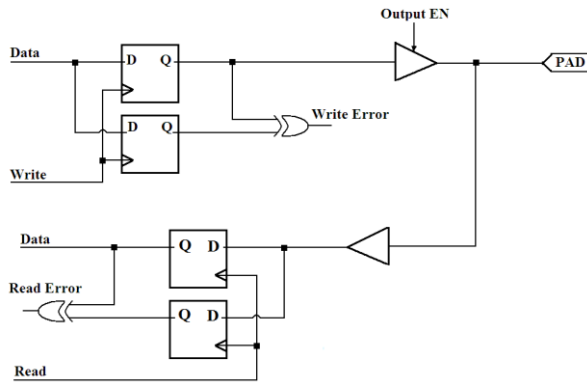 Output EN
Data
D Q
PAD
Write Error
D Q
Write
Data
Q D
Read Error
Q D
Read